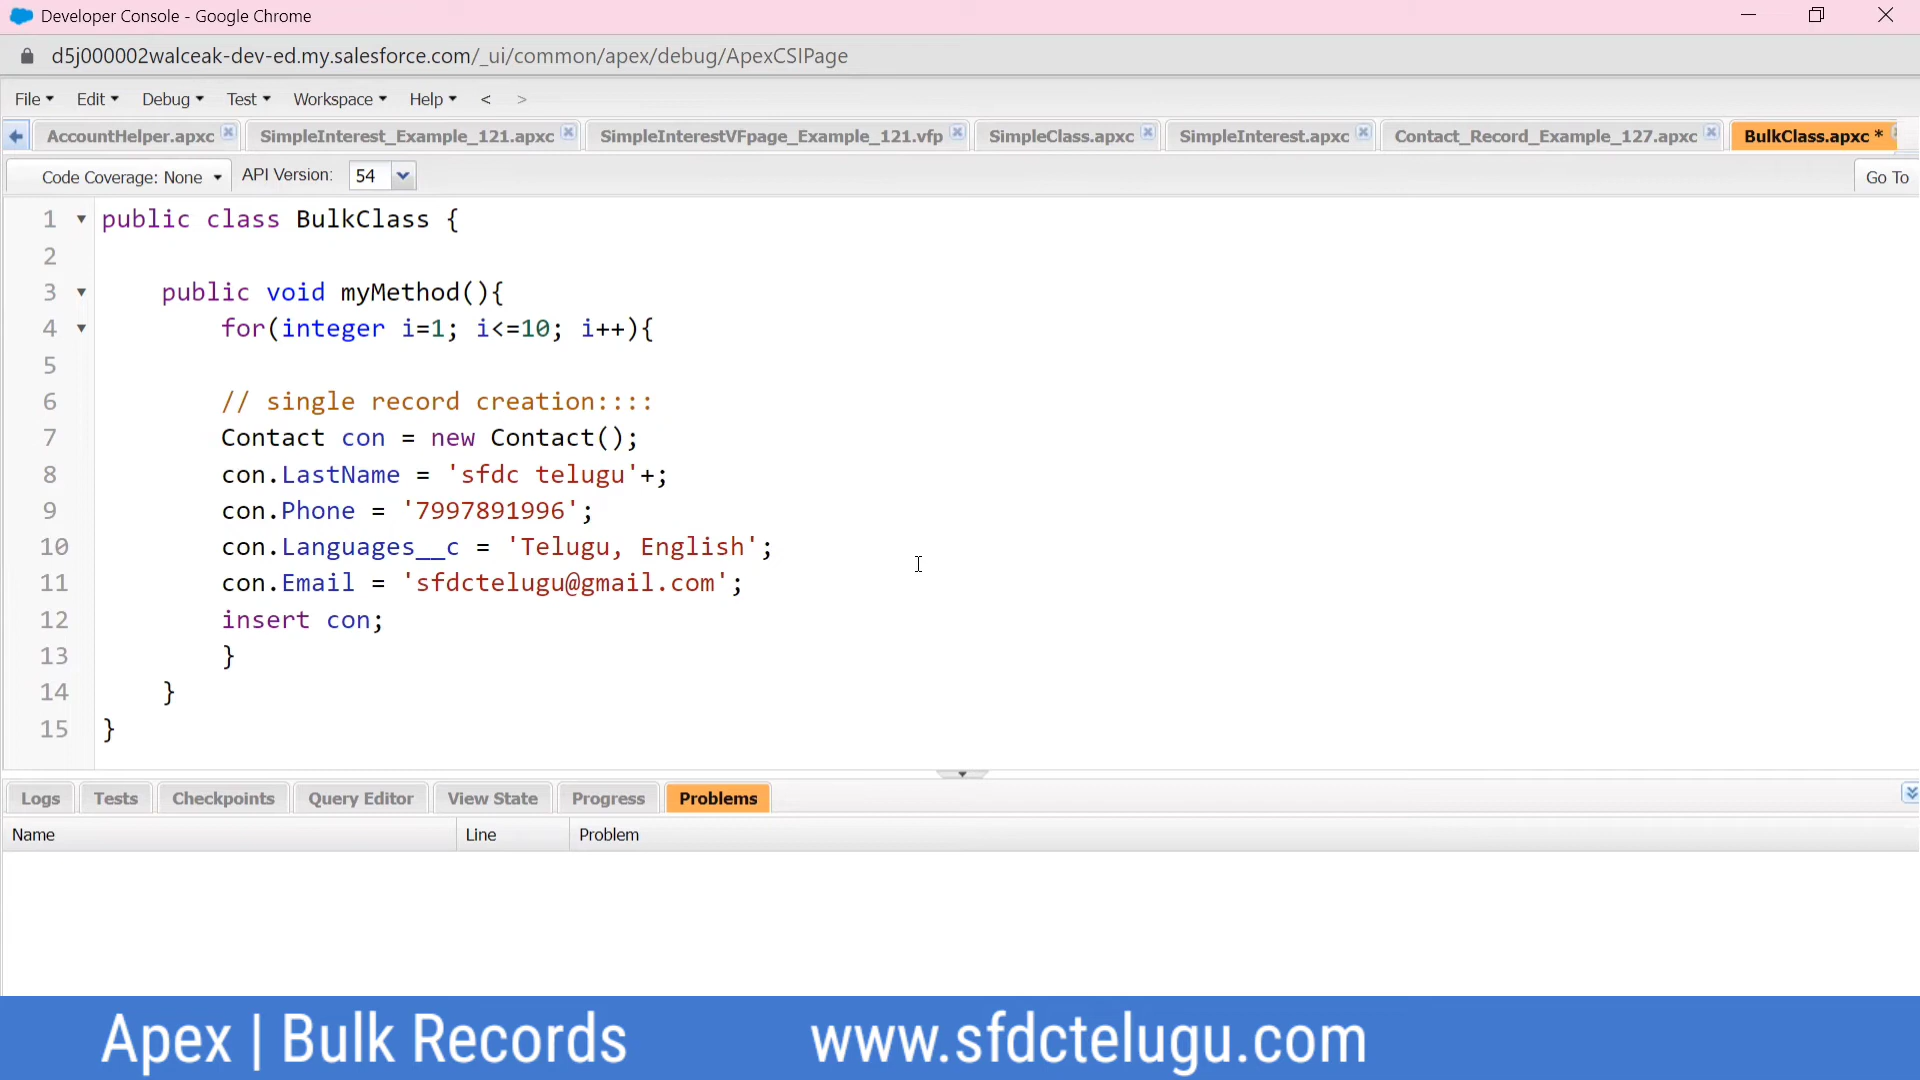 Developer Console - Google Chrome
d5j000002walceak-dev-ed.my.salesforce.com/_ui/common/apex/debug/ApexCSIPage
File Edit Debug Test Workspace Help < >
AccountHelper.apxc SimpleInterest_Example_121.apxc SimpleInterestVFpage_Example_121.vfp SimpleClass.apxc SimpleInterest.apxc Contact_Record_Example_127.apxc BulkClass.apxc *
Code Coverage: None API Version: 54 Go To
1 public class BulkClass {
2
3 public void myMethod(){
4 for(integer i=1; i<=10; i++){
5
6 // single record creation::::
7 Contact con = new Contact();
8 con.LastName = 'sfdc telugu'+;
9 con.Phone = '7997891996';
10 con.Languages__c = 'Telugu, English';
11 con.Email = 'sfdctelugu@gmail.com';
12 insert con;
13 }
14 }
15 }
Logs Tests Checkpoints Query Editor View State Progress Problems
Name Line Problem
Apex | Bulk Records www.sfdctelugu.com